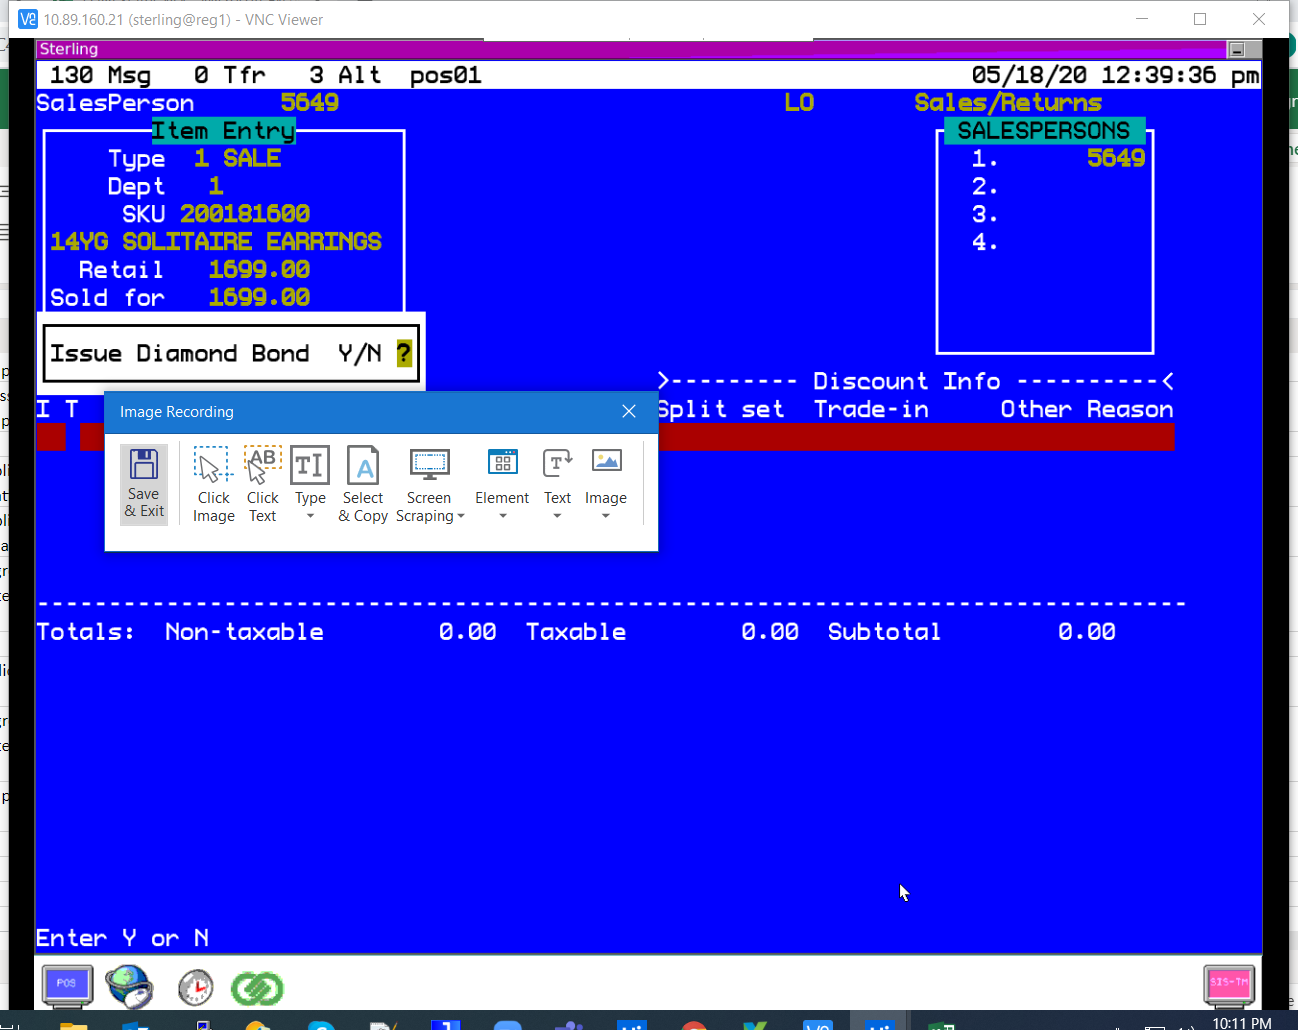 10.89.160.21 (sterling@reg1) - VNC Viewer
Sterling
130 Msg 0 Tfr 3 Alt pos01 05/18/20 12:39:36 pm
SalesPerson 5649 LO Sales/Returns
Item Entry
Type 1 SALE
Dept 1
SKU 200181600
14YG SOLITAIRE EARRINGS
Retail 1699.00
Sold for 1699.00
SALESPERSONS
1. 5649
2.
3.
4.
Issue Diamond Bond Y/N ?
>--------- Discount Info ----------<
I T Split set Trade-in Other Reason
Image Recording
Save & Exit
Click Image
Click Text
Type
Select & Copy
Screen Scraping
Element
Text
Image
Totals: Non-taxable 0.00 Taxable 0.00 Subtotal 0.00
Enter Y or N
POS
SIS-TM
10:11 PM